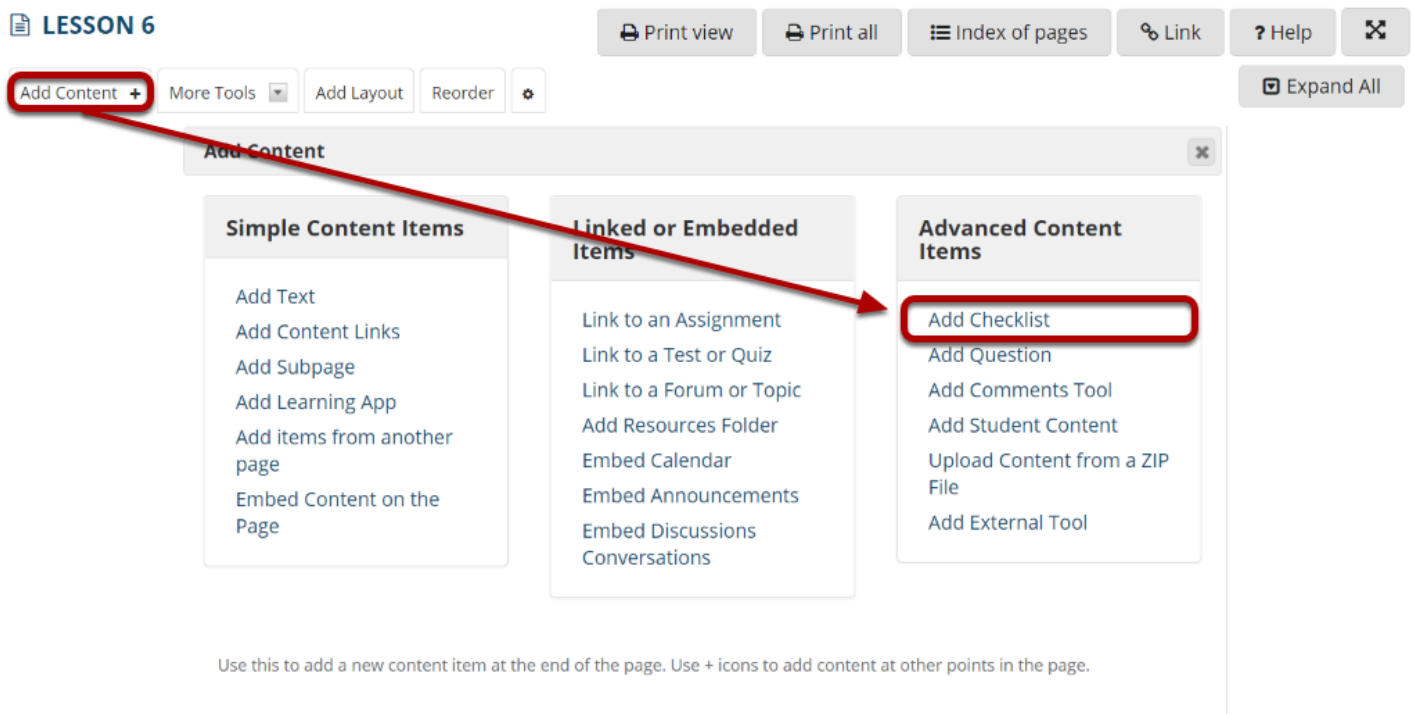 LESSON 6
Print view
Print all
Index of pages
Link
? Help
Add Content +
More Tools
Add Layout
Reorder
Expand All
Add Content
Simple Content Items
Add Text
Add Content Links
Add Subpage
Add Learning App
Add items from another
page
Embed Content on the
Page
Linked or Embedded
Items
Link to an Assignment
Link to a Test or Quiz
Link to a Forum or Topic
Add Resources Folder
Embed Calendar
Embed Announcements
Embed Discussions
Conversations
Advanced Content
Items
Add Checklist
Add Question
Add Comments Tool
Add Student Content
Upload Content from a ZIP
File
Add External Tool
Use this to add a new content item at the end of the page. Use + icons to add content at other points in the page.